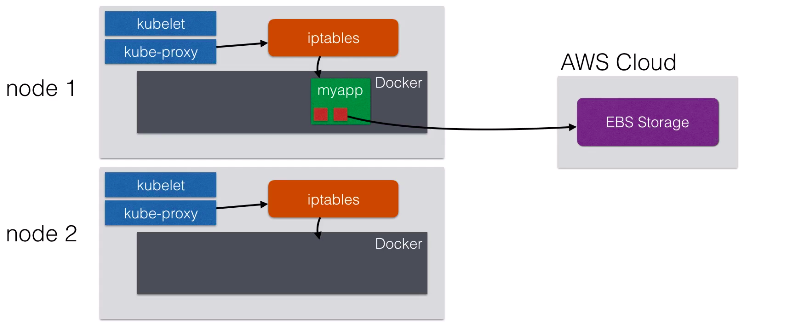 kubelet
kube-proxy
iptables
node 1
Docker
myapp
AWS Cloud
EBS Storage
kubelet
kube-proxy
iptables
node 2
Docker